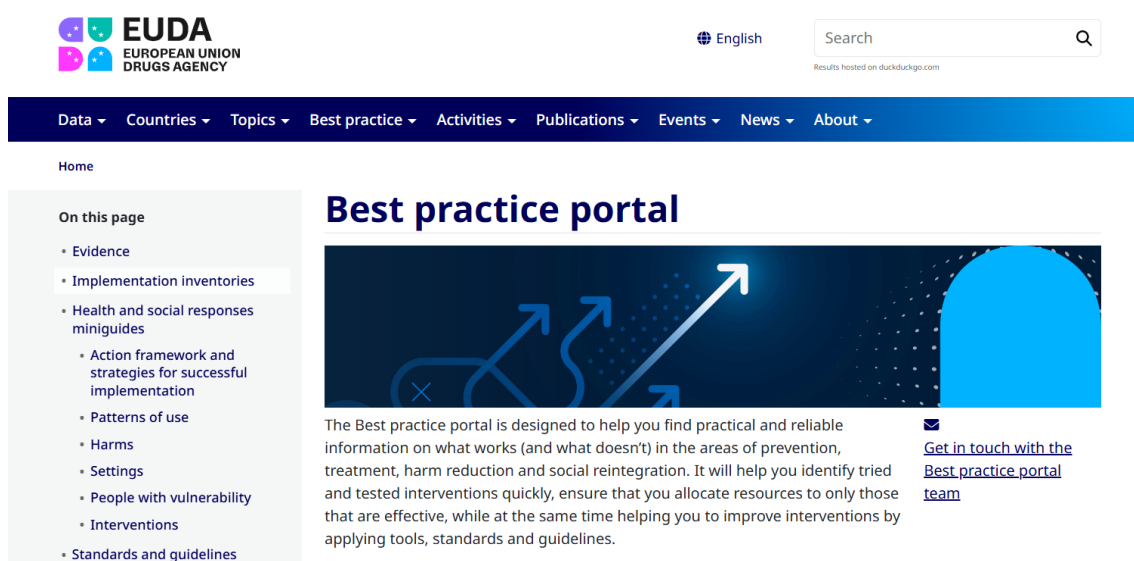 EUDA
EUROPEAN UNION
DRUGS AGENCY
English
Search
Results hosted on duckduckgo.com
Data
Countries
Topics
Best practice
Activities
Publications
Events
News
About
Home
On this page
• Evidence
• Implementation inventories
• Health and social responses
miniguides
• Action framework and
strategies for successful
implementation
• Patterns of use
• Harms
• Settings
• People with vulnerability
• Interventions
• Standards and guidelines
Best practice portal
The Best practice portal is designed to help you find practical and reliable
information on what works (and what doesn't) in the areas of prevention,
treatment, harm reduction and social reintegration. It will help you identify tried
and tested interventions quickly, ensure that you allocate resources to only those
that are effective, while at the same time helping you to improve interventions by
applying tools, standards and guidelines.
Get in touch with the
Best practice portal
team